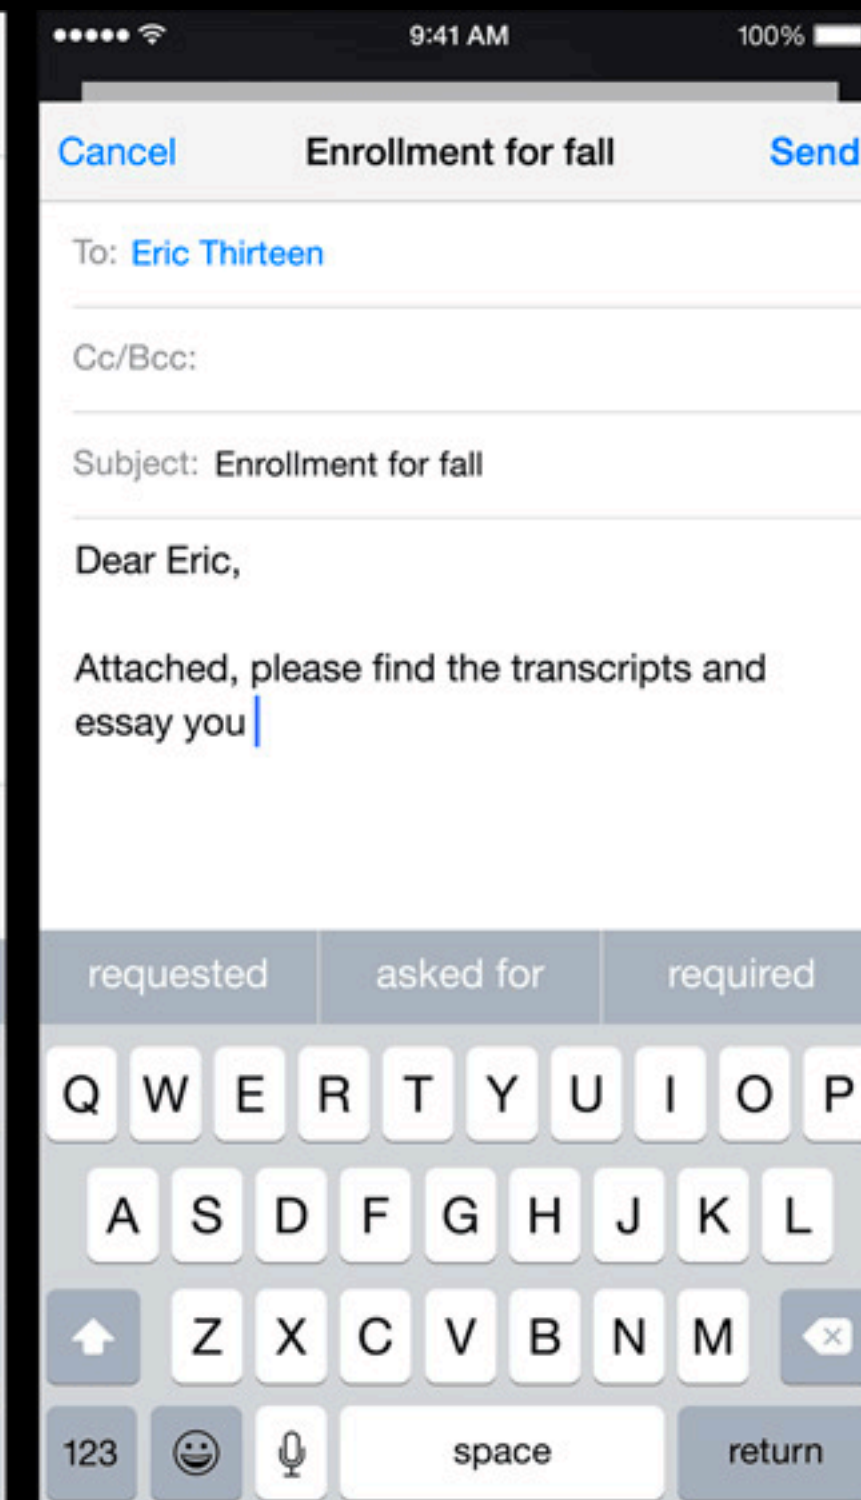 9:41 AM 100%
Cancel Enrollment for fall Send
To: Eric Thirteen
Cc/Bcc:
Subject: Enrollment for fall
Dear Eric,
Attached, please find the transcripts and
essay you
requested asked for required
Q W E R T Y U I O P
A S D F G H J K L
Z X C V B N M
123 space return